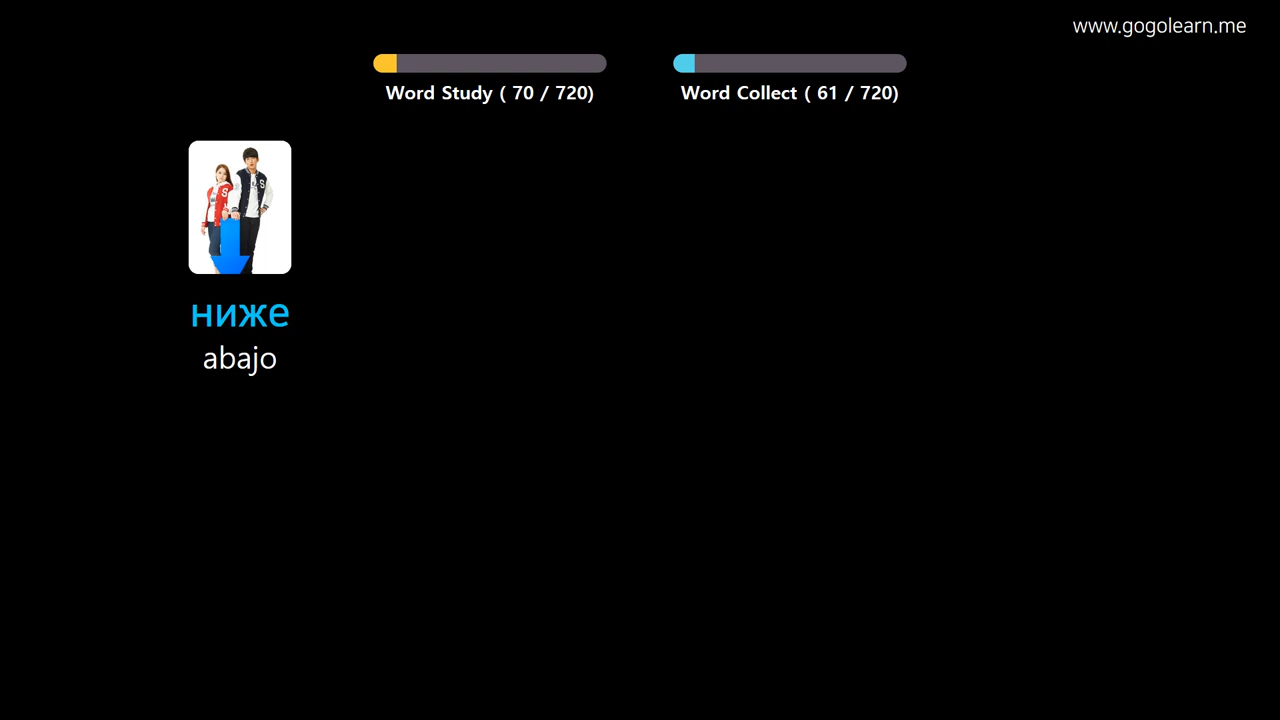 www.gogolearn.me
Word Study ( 70 / 720)
Word Collect ( 61 / 720)
S
S
ниже
abajo